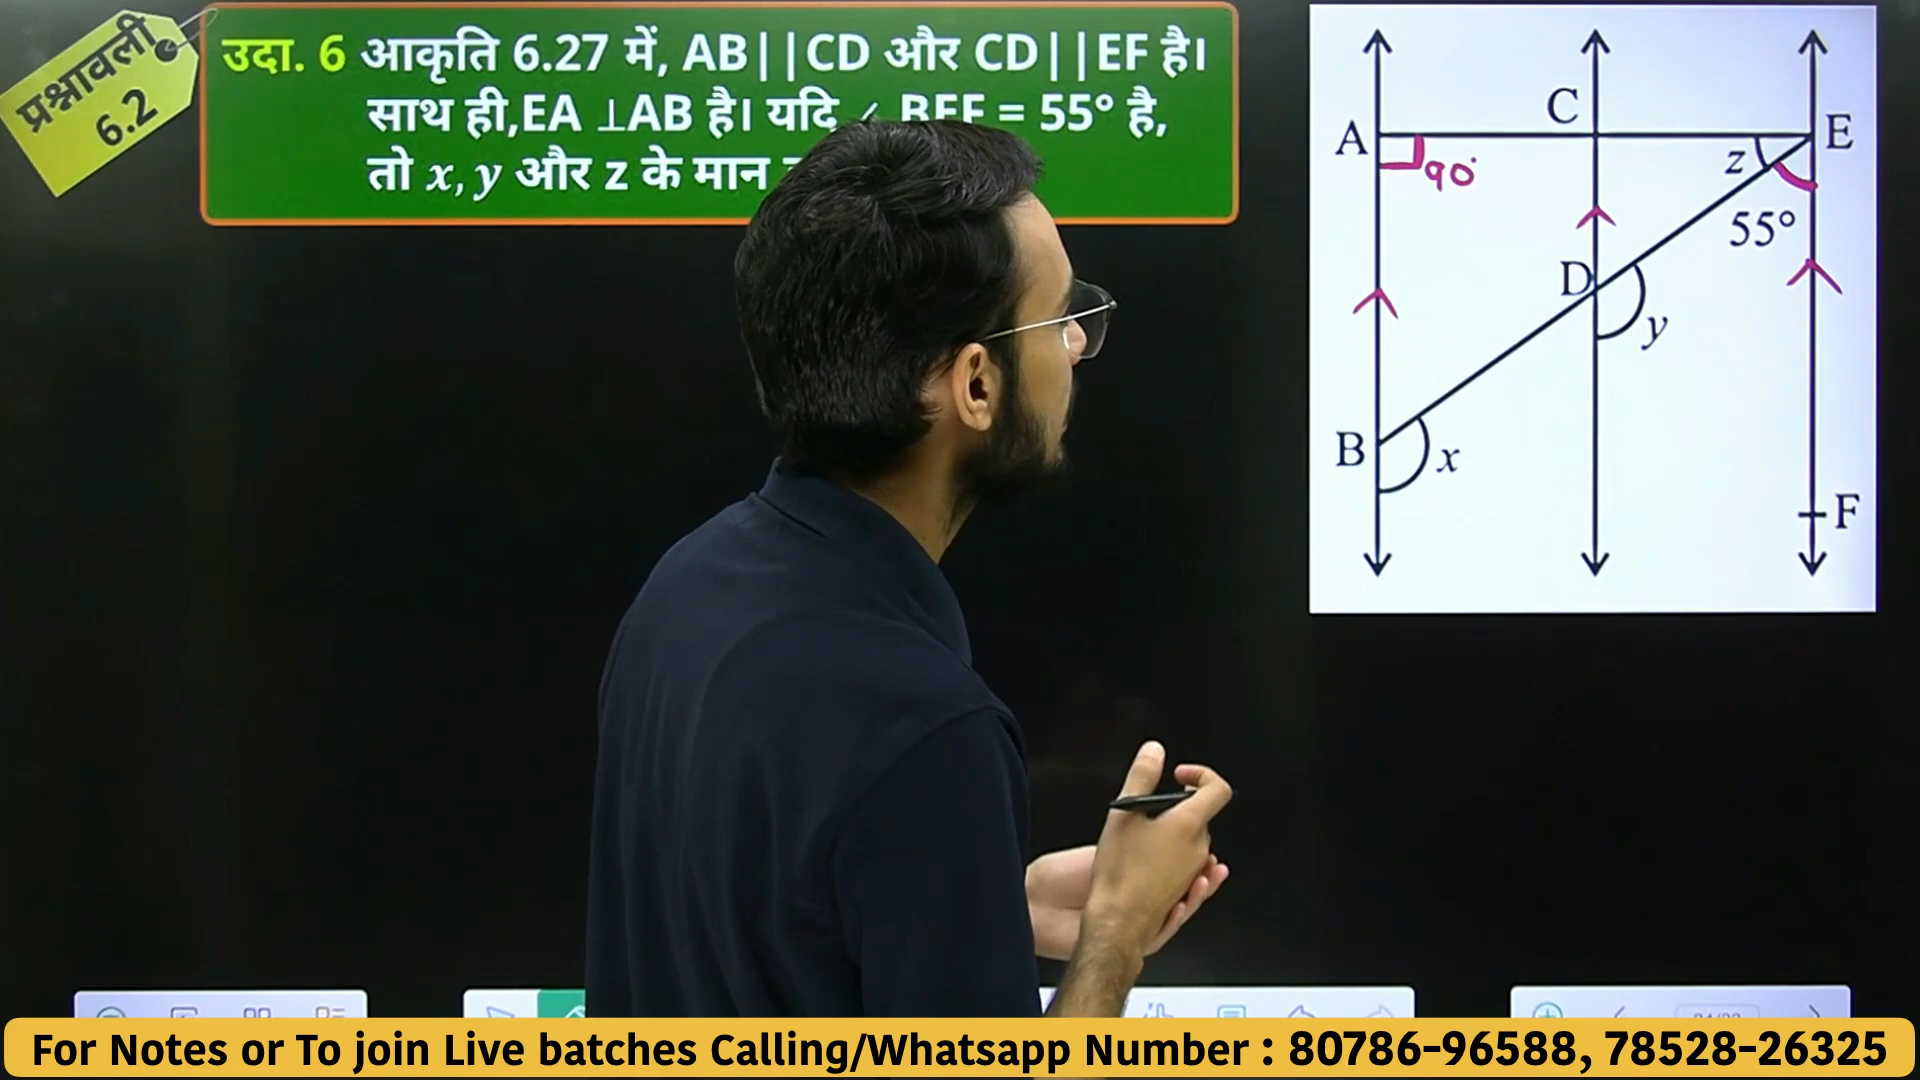 प्रश्नावली
6.2
उदा. 6 आकृति 6.27 में, AB||CD और CD||EF है।
साथ ही,EA ⊥AB है। यदि = 55° है,
तो x, y और z के मान
A
C
E
90°
z
55°
D
y
B
x
F
For Notes or To join Live batches Calling/Whatsapp Number : 80786-96588, 78528-26325